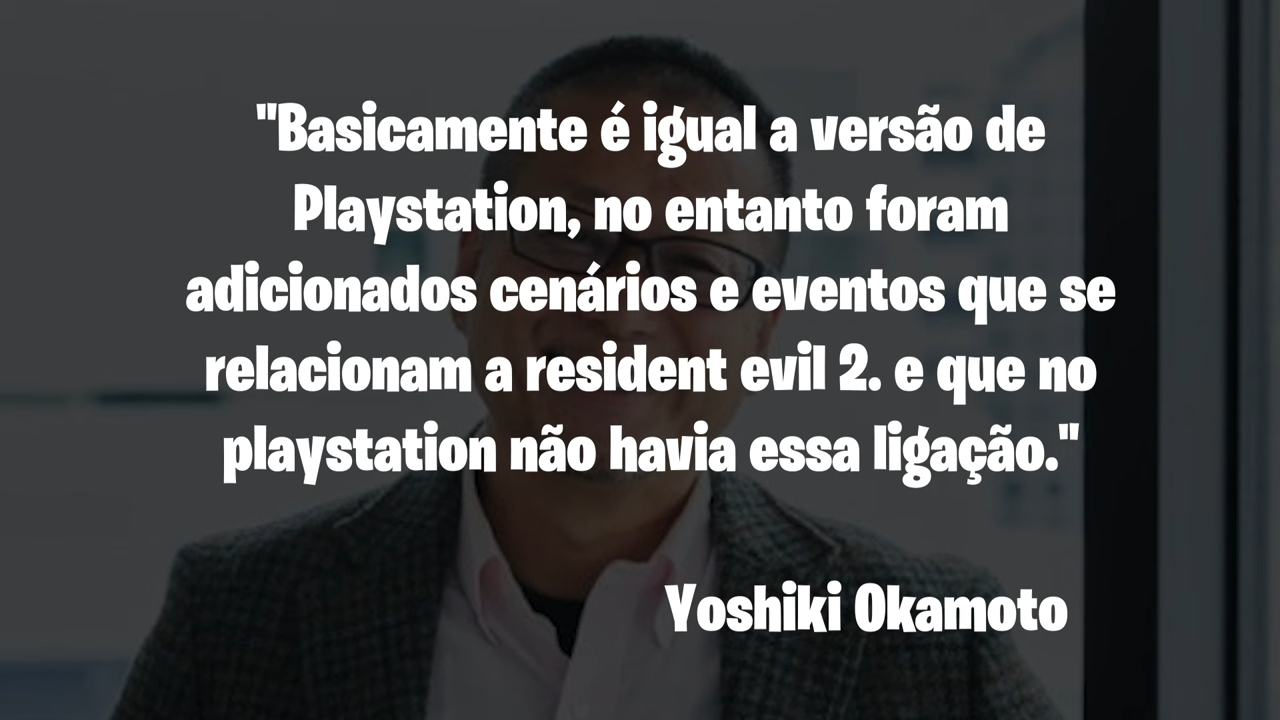 "Basicamente é igual a versão de
Playstation, no entanto foram
adicionados cenários e eventos que se
relacionam a resident evil 2. e que no
playstation não havia essa ligação."
Yoshiki Okamoto